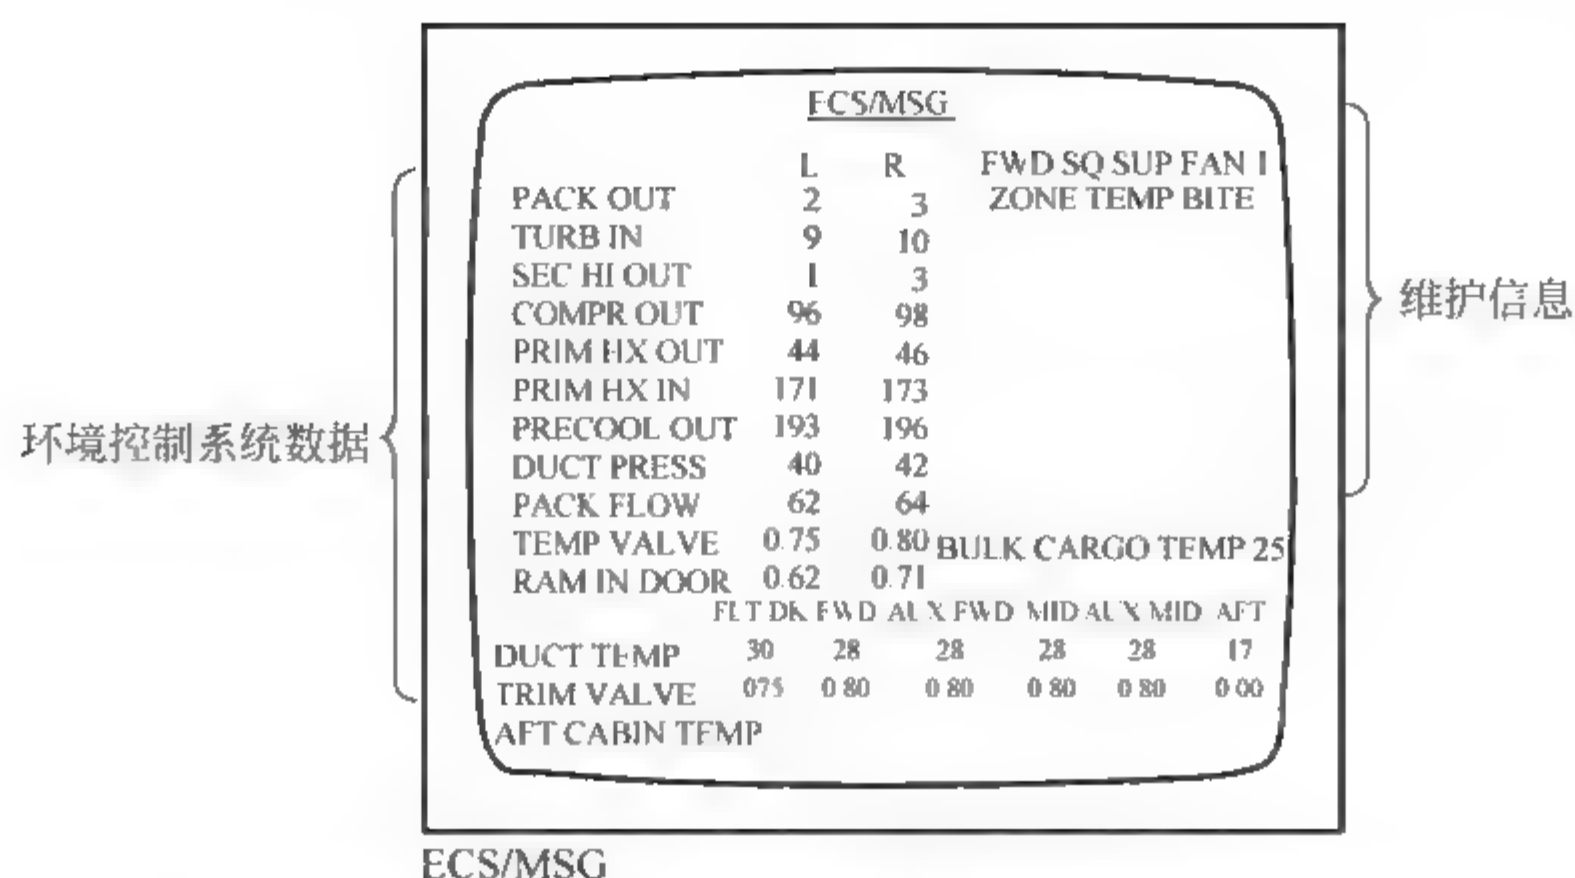 ECS/MSG
L R FWD SQ SUP FAN 1
PACK OUT 2 3 ZONE TEMP BITE
TURB IN 9 10
SEC HI OUT 1 3
COMPR OUT 96 98
PRIM HX OUT 44 46
PRIM HX IN 171 173
PRECOOL OUT 193 196
DUCT PRESS 40 42
PACK FLOW 62 64
TEMP VALVE 0.75 0.80 BULK CARGO TEMP 25
RAM IN DOOR 0.62 0.71
FLT DK FWD AUX FWD MID AUX MID AFT
DUCT TEMP 30 28 28 28 28 17
TRIM VALVE 075 0 80 0 80 0 80 0 80 0 00
AFT CABIN TEMP
环境控制系统数据
维护信息
ECS/MSG